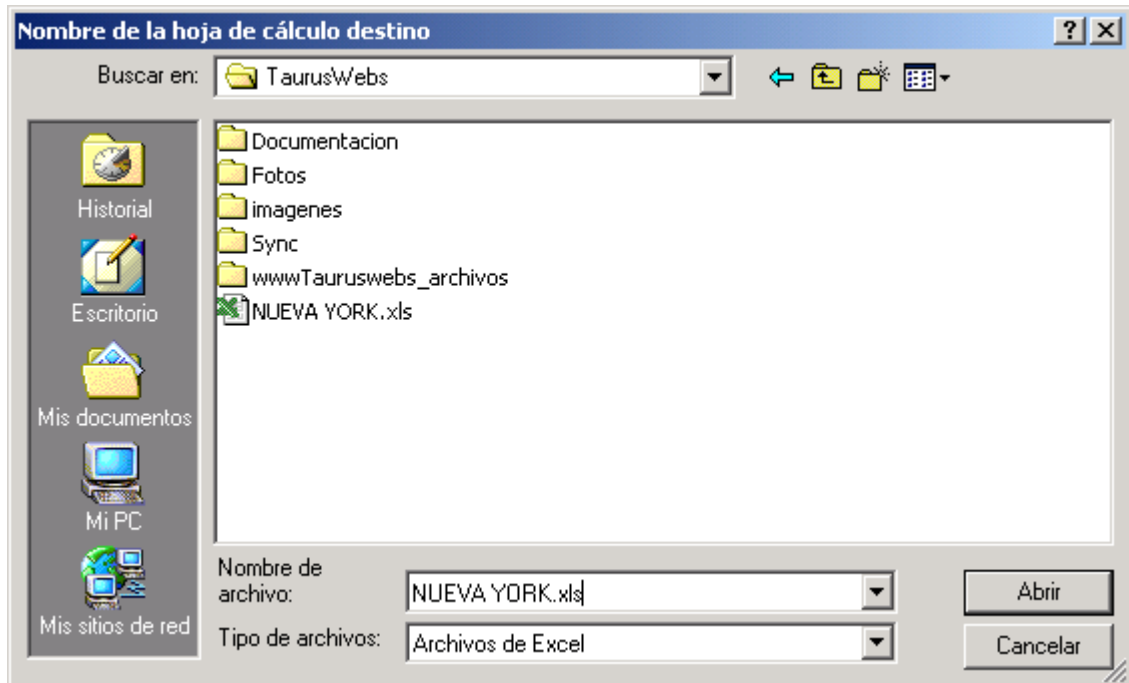 Nombre de la hoja de cálculo destino
Buscar en: TaurusWebs
Documentacion
Fotos
imagenes
Sync
wwwTauruswebs_archivos
NUEVA YORK.xls
Historial
Escritorio
Mis documentos
Mi PC
Mis sitios de red
Nombre de
archivo: NUEVA YORK.xls
Abrir
Tipo de archivos: Archivos de Excel
Cancelar